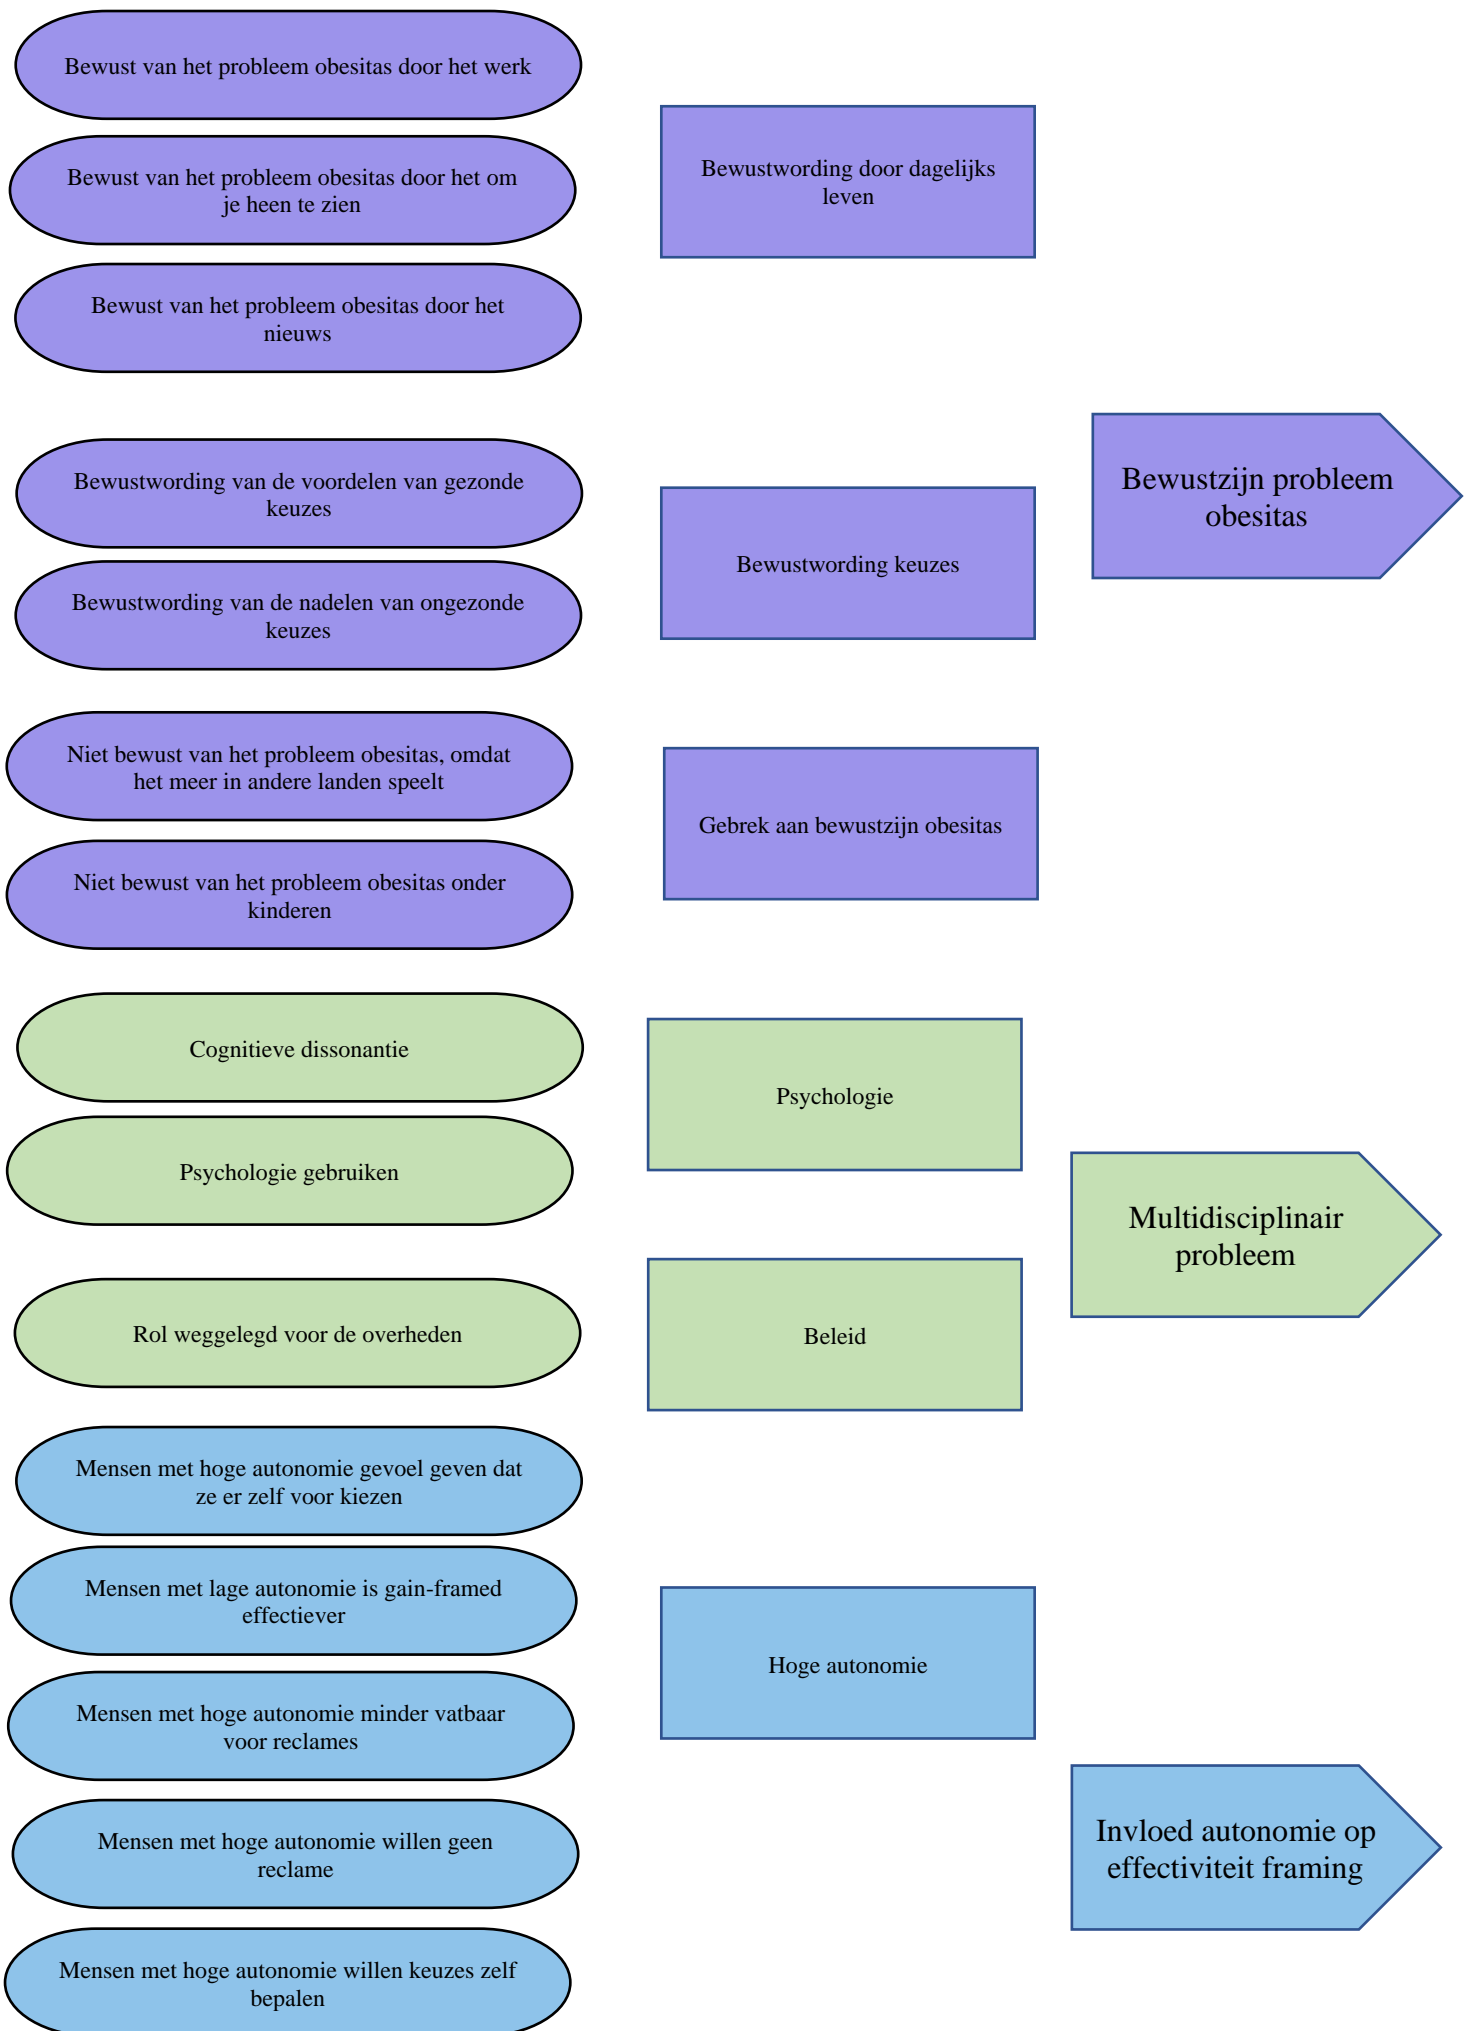 Bewust van het probleem obesitas door het werk
Bewust van het probleem obesitas door het om
je heen te zien
Bewust van het probleem obesitas door het
nieuws
Bewustwording door dagelijks
leven
Bewustwording van de voordelen van gezonde
keuzes
Bewustwording van de nadelen van ongezonde
keuzes
Bewustwording keuzes
Bewustzijn probleem
obesitas
Niet bewust van het probleem obesitas, omdat
het meer in andere landen speelt
Niet bewust van het probleem obesitas onder
kinderen
Gebrek aan bewustzijn obesitas
Cognitieve dissonantie
Psychologie gebruiken
Psychologie
Rol weggelegd voor de overheden
Beleid
Multidisciplinair
probleem
Mensen met hoge autonomie gevoel geven dat
ze er zelf voor kiezen
Mensen met lage autonomie is gain-framed
effectiever
Mensen met hoge autonomie minder vatbaar
voor reclames
Mensen met hoge autonomie willen geen
reclame
Mensen met hoge autonomie willen keuzes zelf
bepalen
Hoge autonomie
Invloed autonomie op
effectiviteit framing